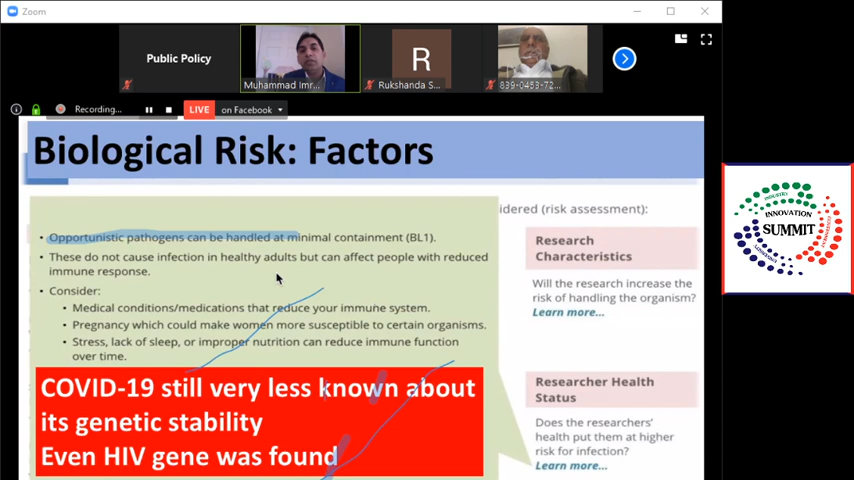 Zoom
Public Policy
Muhammad Imr...
R
Rukshanda S...
839-0453-72...
Recording...
LIVE
on Facebook
Biological Risk: Factors
idered (risk assessment):
• Opportunistic pathogens can be handled at minimal containment (BL1).
• These do not cause infection in healthy adults but can affect people with reduced
immune response.
• Consider:
• Medical conditions/medications that reduce your immune system.
• Pregnancy which could make women more susceptible to certain organisms.
• Stress, lack of sleep, or improper nutrition can reduce immune function
over time.
COVID-19 still very less known about
its genetic stability
Even HIV gene was found
Research
Characteristics
Will the research increase the
risk of handling the organism?
Learn more...
Researcher Health
Status
Does the researchers'
health put them at higher
risk for infection?
Learn more...
INDUSTRY
INNOVATION
SUMMIT
GOVERNMENT
UNIVERSITY